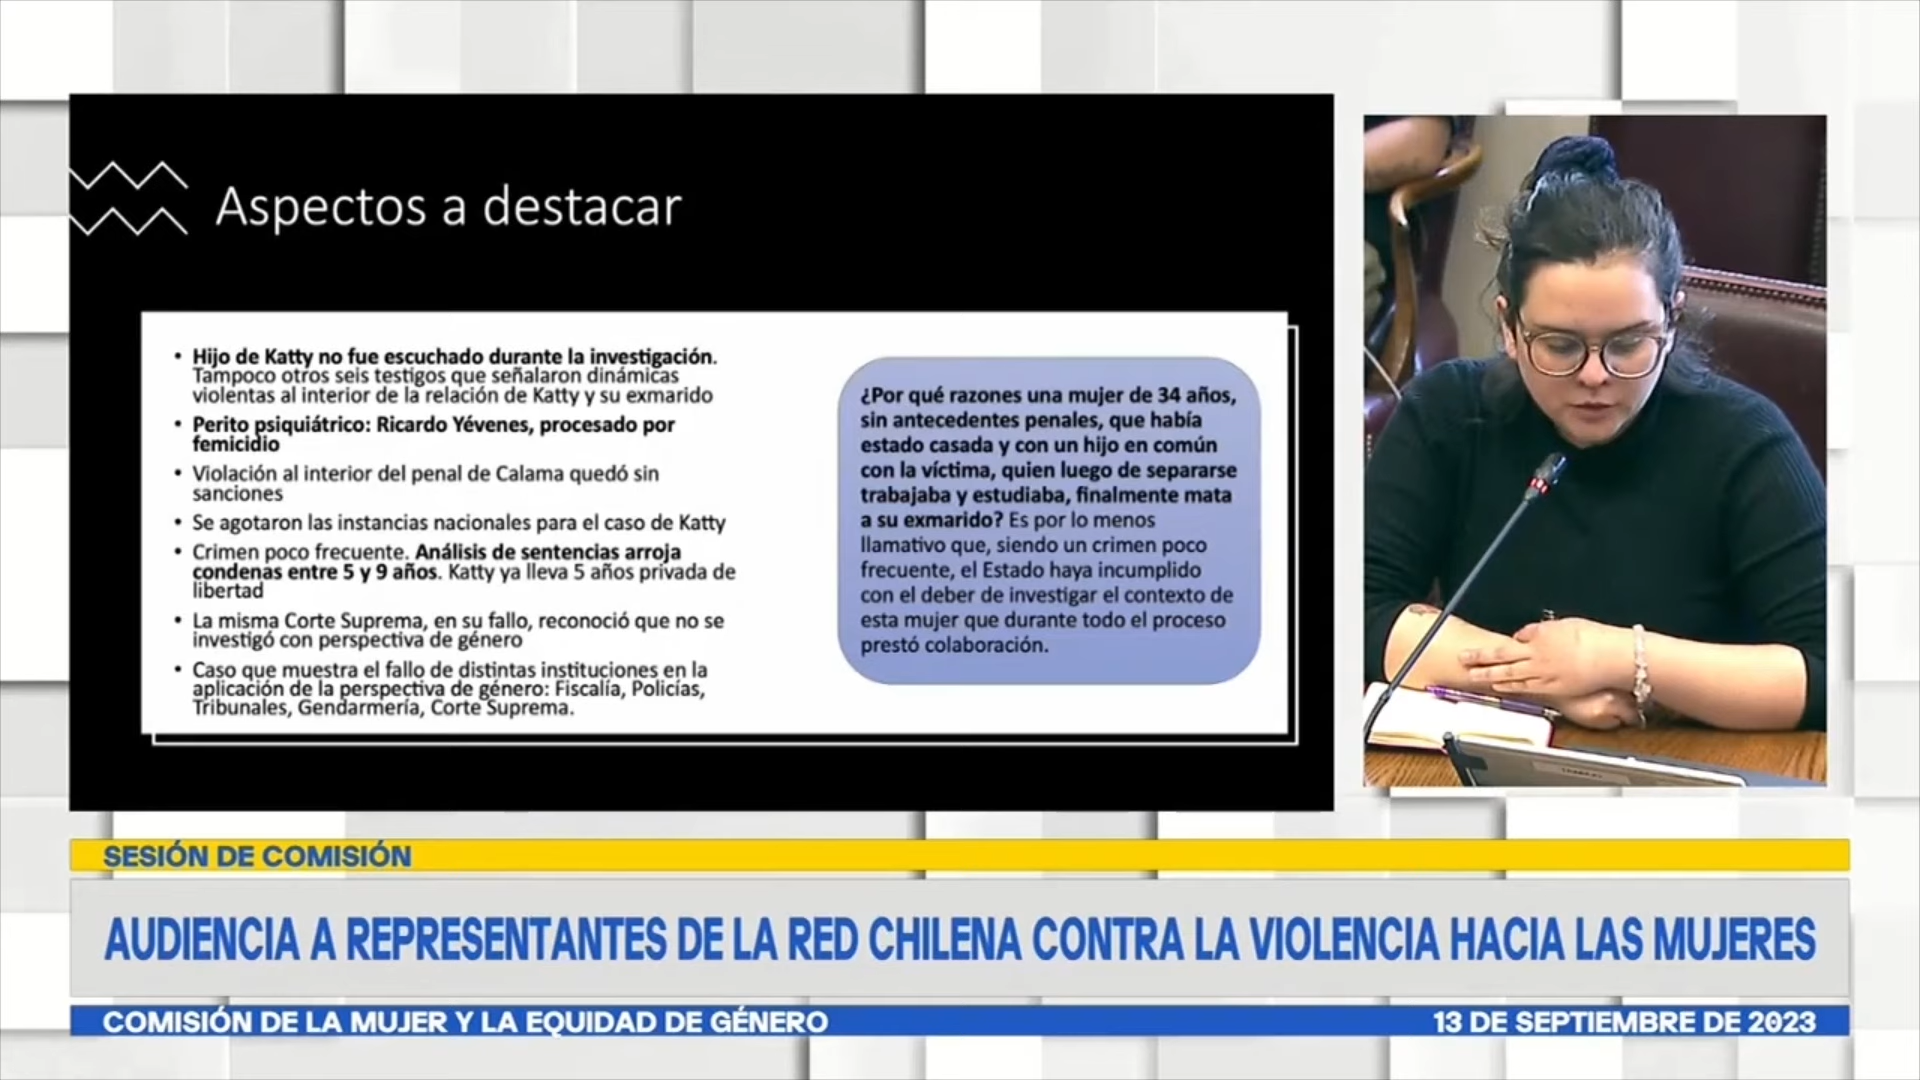 Aspectos a destacar
• Hijo de Katty no fue escuchado durante la investigación.
Tampoco otros seis testigos que señalaron dinámicas
violentas al interior de la relación de Katty y su exmarido
• Perito psiquiátrico: Ricardo Yévenes, procesado por
femicidio
• Violación al interior del penal de Calama quedó sin
sanciones
• Se agotaron las instancias nacionales para el caso de Katty
• Crimen poco frecuente. Análisis de sentencias arroja
condenas entre 5 y 9 años. Katty ya lleva 5 años privada de
libertad
• La misma Corte Suprema, en su fallo, reconoció que no se
investigó con perspectiva de género
• Caso que muestra el fallo de distintas instituciones en la
aplicación de la perspectiva de género: Fiscalía, Policías,
Tribunales, Gendarmería, Corte Suprema.
¿Por qué razones una mujer de 34 años,
sin antecedentes penales, que había
estado casada y con un hijo en común
con la víctima, quien luego de separarse
trabajaba y estudiaba, finalmente mata
a su exmarido? Es por lo menos
llamativo que, siendo un crimen poco
frecuente, el Estado haya incumplido
con el deber de investigar el contexto de
esta mujer que durante todo el proceso
prestó colaboración.
SESIÓN DE COMISIÓN
AUDIENCIA A REPRESENTANTES DE LA RED CHILENA CONTRA LA VIOLENCIA HACIA LAS MUJERES
COMISIÓN DE LA MUJER Y LA EQUIDAD DE GÉNERO
13 DE SEPTIEMBRE DE 2023